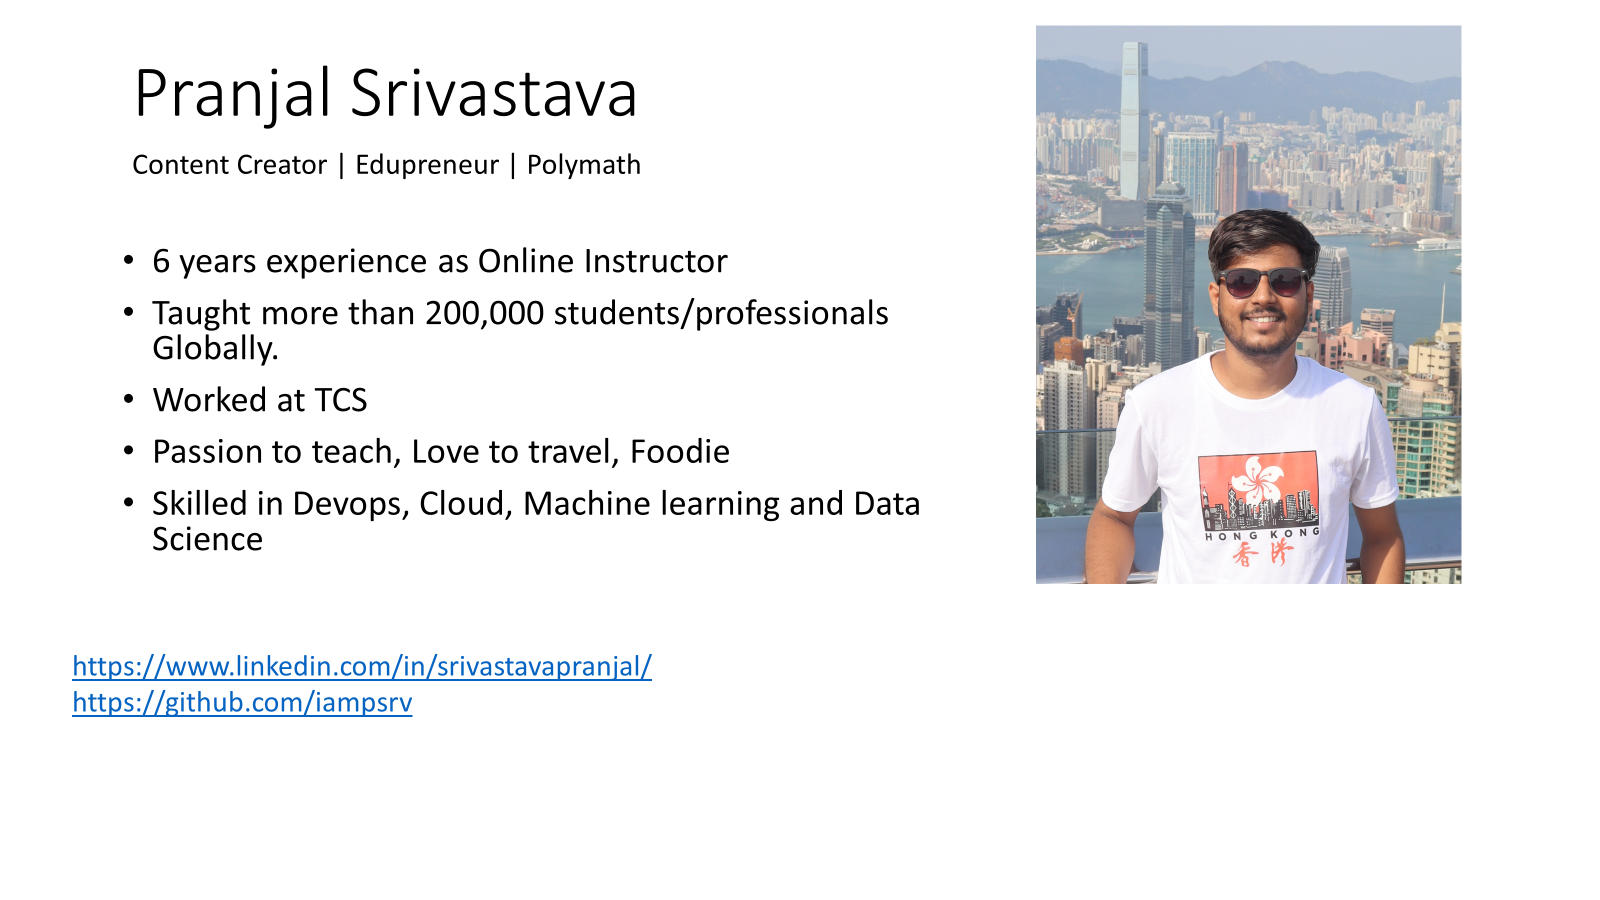 Pranjal Srivastava
Content Creator | Edupreneur | Polymath
• 6 years experience as Online Instructor
• Taught more than 200,000 students/professionals
Globally.
• Worked at TCS
• Passion to teach, Love to travel, Foodie
• Skilled in Devops, Cloud, Machine learning and Data
Science
HONG KONG
香港
https://www.linkedin.com/in/srivastavapranjal/
https://github.com/iampsrv